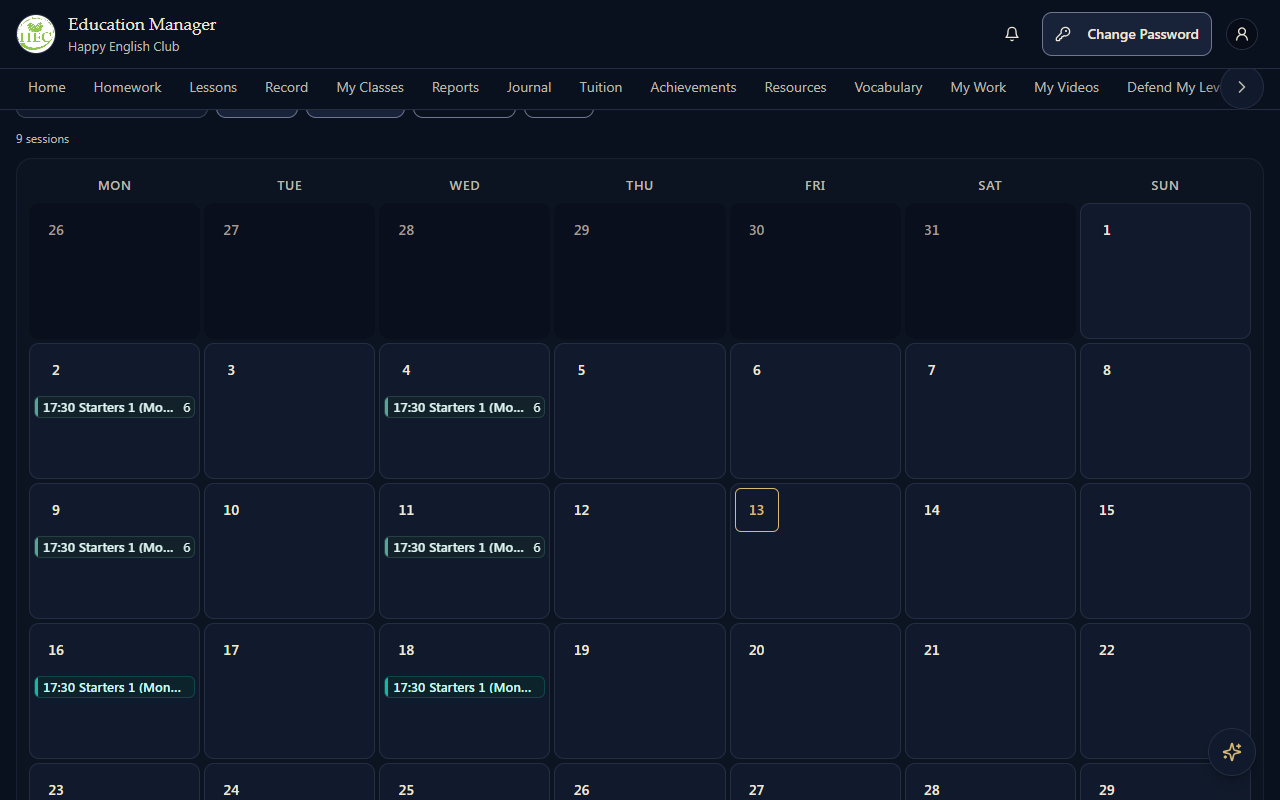 HEC
Education Manager
Happy English Club
Change Password
Home Homework Lessons Record My Classes Reports Journal Tuition Achievements Resources Vocabulary My Work My Videos Defend My Lev
9 sessions
MON TUE WED THU FRI SAT SUN
26 27 28 29 30 31 1
2 3 4 5 6 7 8
17:30 Starters 1 (Mo... 6 17:30 Starters 1 (Mo... 6
9 10 11 12 13 14 15
17:30 Starters 1 (Mo... 6 17:30 Starters 1 (Mo... 6
16 17 18 19 20 21 22
17:30 Starters 1 (Mon... 17:30 Starters 1 (Mon...
23 24 25 26 27 28 29